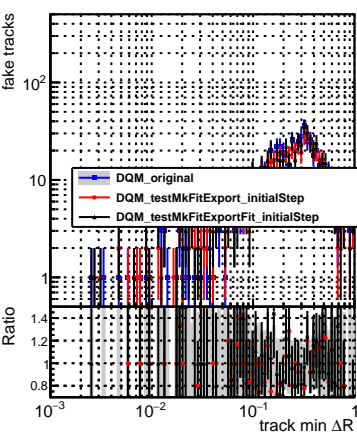 fake tracks
10²
10
1
DQM_original
DQM_testMkFitExport_initialStep
DQM_testMkFitExportFit_initialStep
Ratio
1.4
1.2
1
0.8
10⁻³ 10⁻² 10⁻¹ 1
track min ΔR